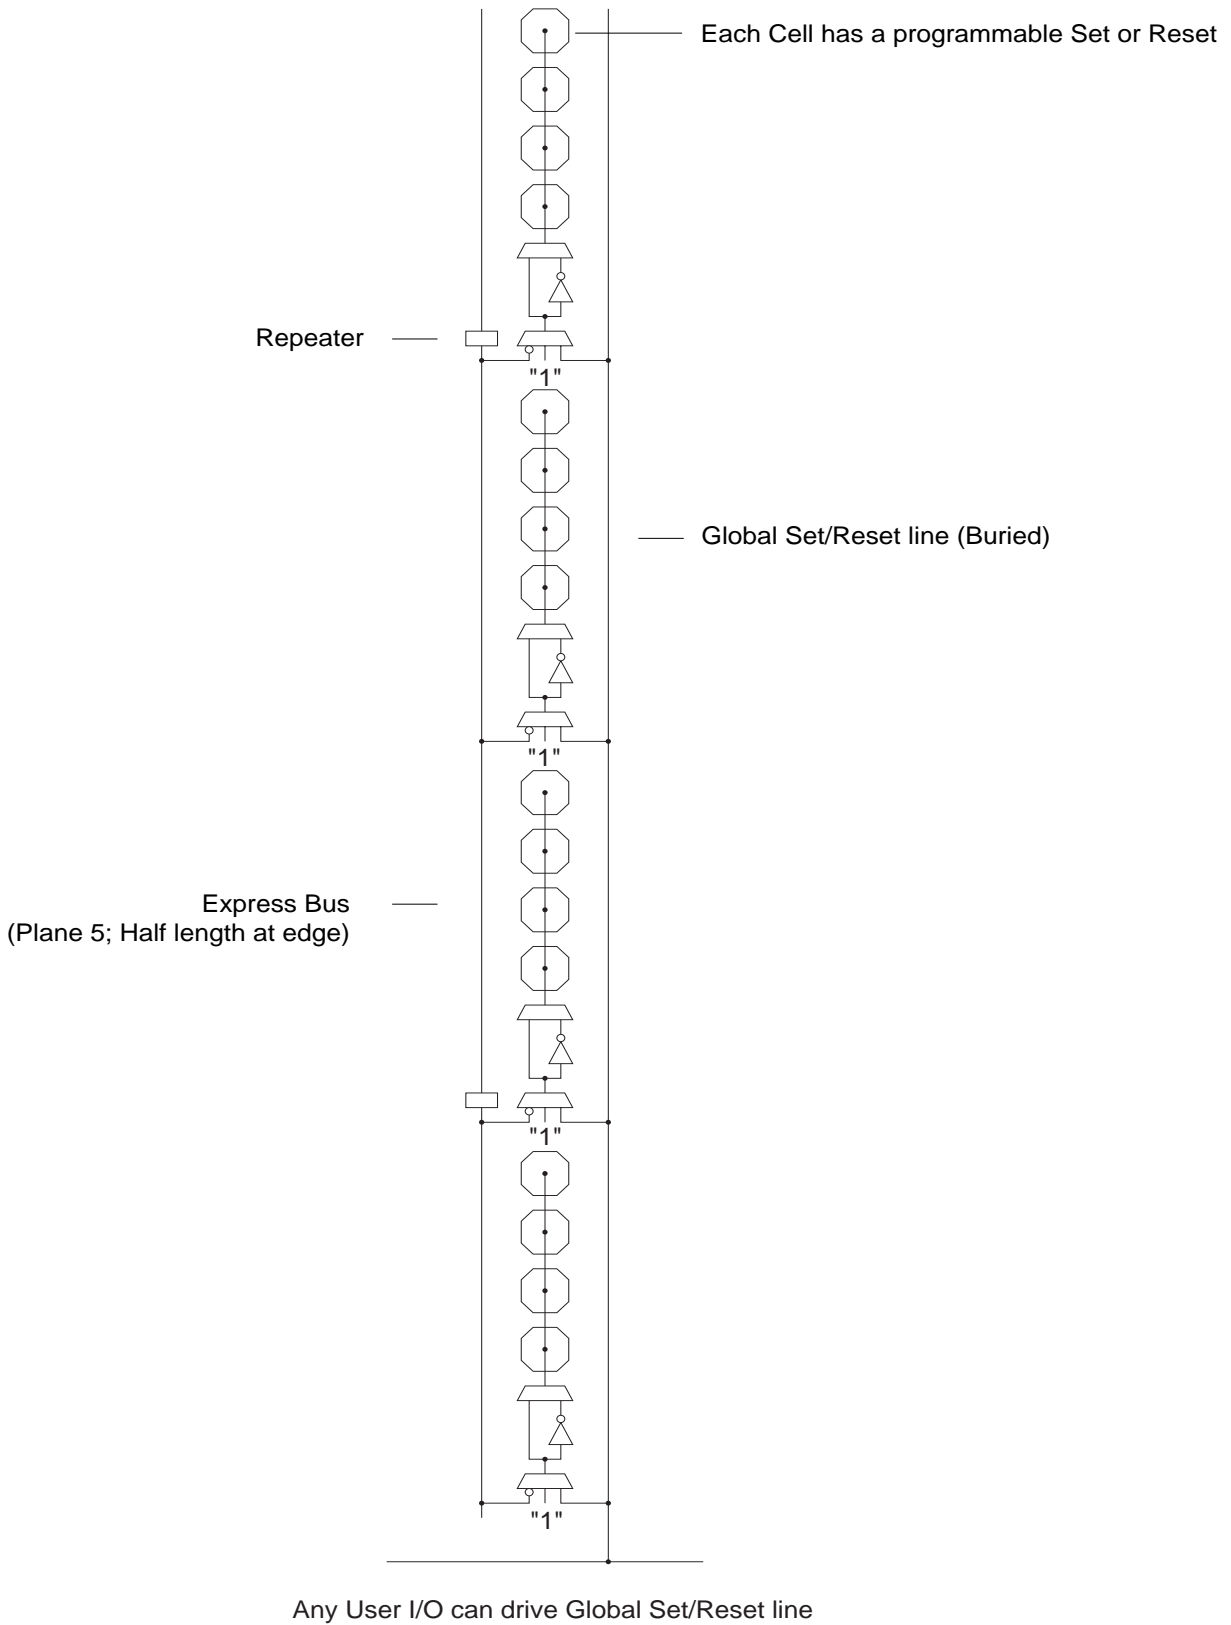 Each Cell has a programmable Set or Reset
Repeater
"1"
Global Set/Reset line (Buried)
"1"
Express Bus
(Plane 5; Half length at edge)
"1"
"1"
Any User I/O can drive Global Set/Reset line